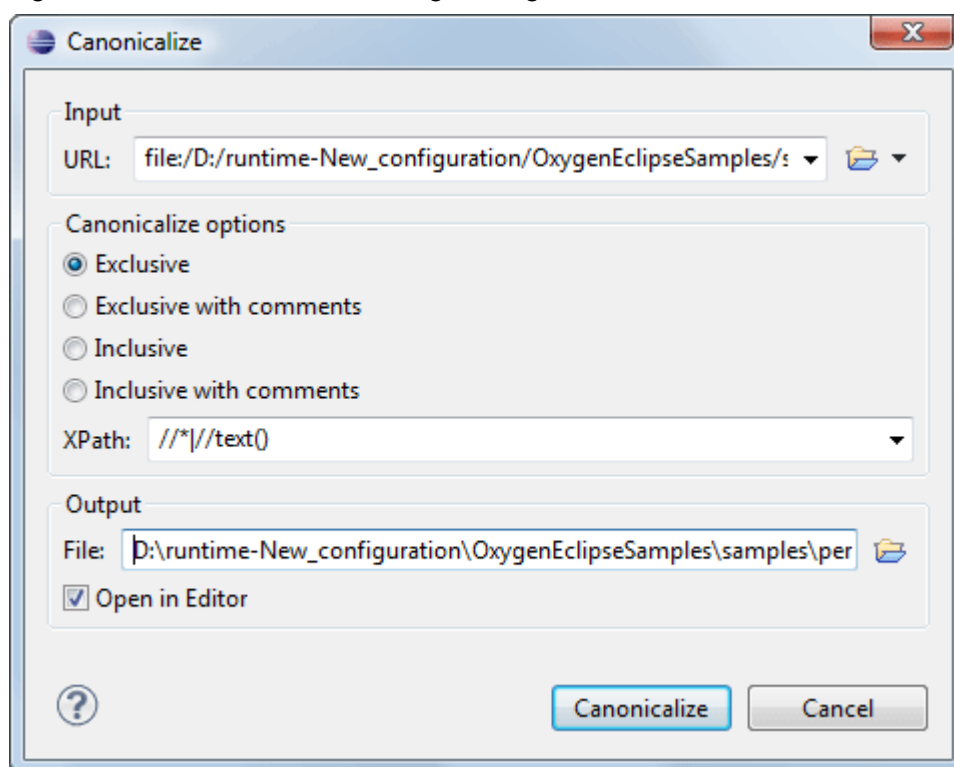 Canonicalize
Input
URL: file:/D:/runtime-New_configuration/OxygenEclipseSamples/s
Canonicalize options
Exclusive
Exclusive with comments
Inclusive
Inclusive with comments
XPath: //*|//text()
Output
File: D:\runtime-New_configuration\OxygenEclipseSamples\samples\per
Open in Editor
? Canonicalize Cancel